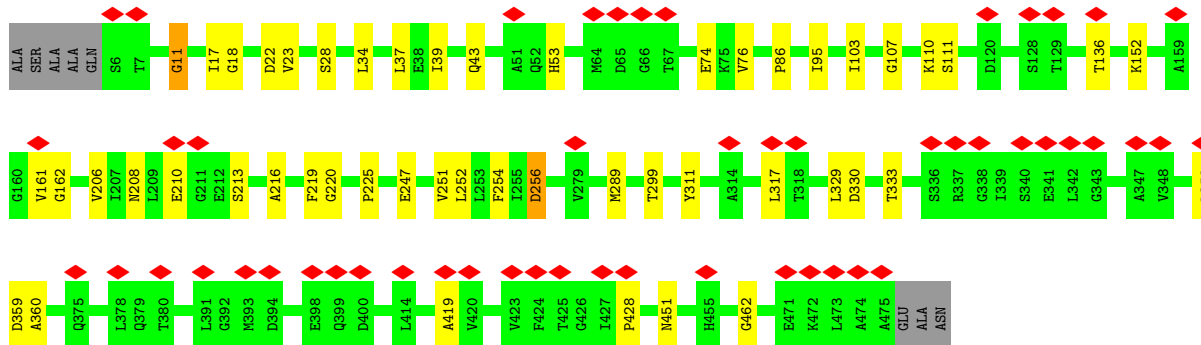 ALA SER ALA ALA GLN S6 T7 G11 I17 G18 D22 V23 S28 L34 L37 E38 I39 Q43 A51 Q52 H53 M64 D65 G66 T67 E74 K75 V76 P86 I95 I103 G107 K110 S111 D120 S128 T129 T136 K152 A159
G160 V161 G162 V206 I207 N208 L209 E210 G211 E212 S213 A216 F219 G220 P225 E247 V251 L252 L253 F254 I255 D256 V279 M289 T299 Y311 A314 L317 T318 L329 D330 T333 S336 R337 G338 I339 S340 E341 L342 G343 A347 V348
D359 A360 Q375 L378 Q379 T380 L391 G392 M393 D394 E398 Q399 D400 L414 A419 V420 V423 F424 T425 G426 I427 P428 N451 H455 G462 E471 K472 L473 A474 A475 GLU ALA ASN